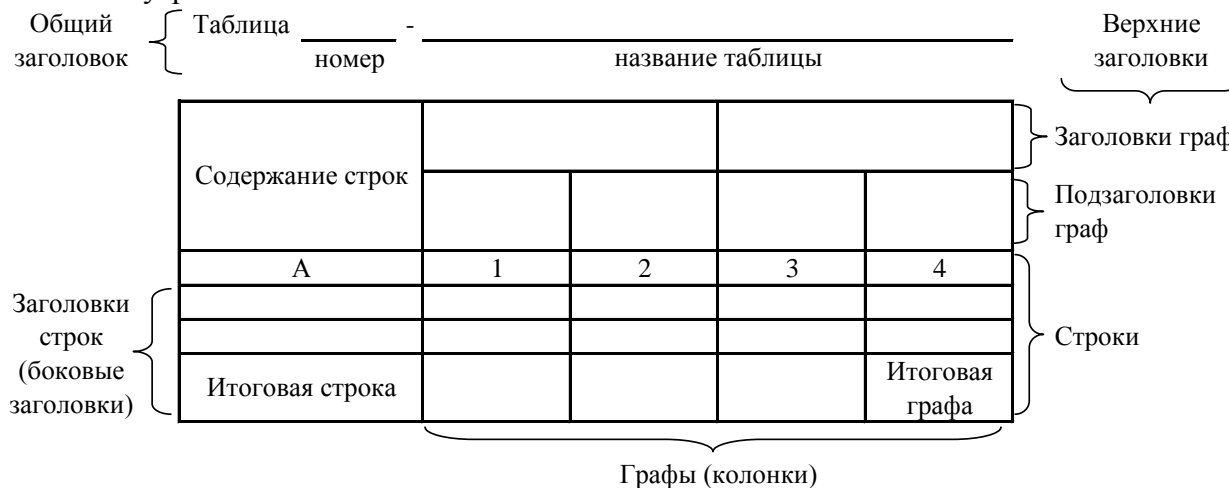 Общий
заголовок
Таблица -
номер
название таблицы
Верхние
заголовки
Содержание строк
Заголовки граф
Подзаголовки
граф
А 1 2 3 4
Заголовки
строк
(боковые
заголовки)
Строки
Итоговая строка
Итоговая
графа
Графы (колонки)